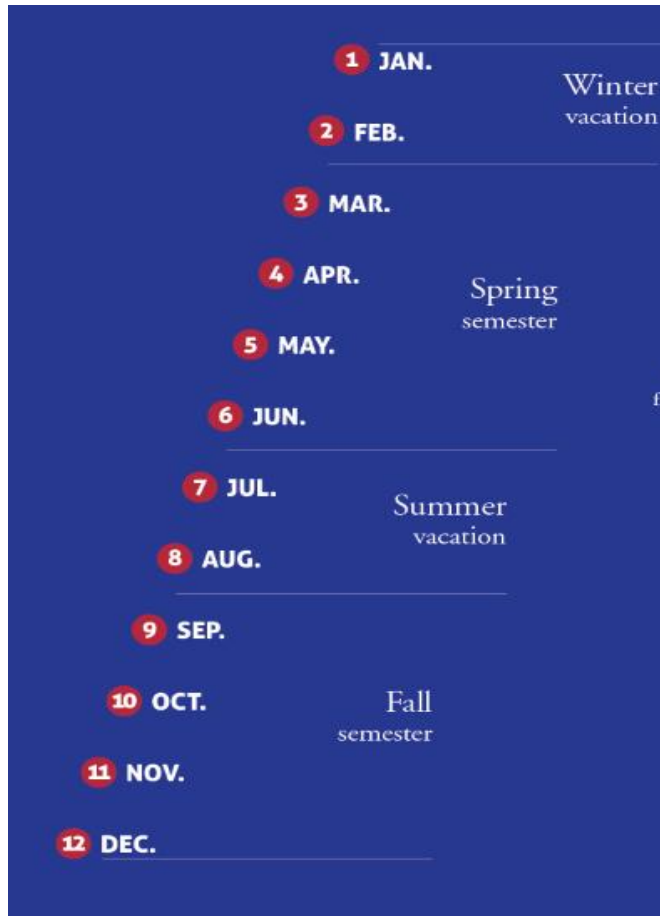 1 JAN.
Winter
vacation
2 FEB.
3 MAR.
4 APR.
Spring
semester
5 MAY.
6 JUN.
7 JUL.
Summer
vacation
8 AUG.
9 SEP.
10 OCT.
Fall
semester
11 NOV.
12 DEC.